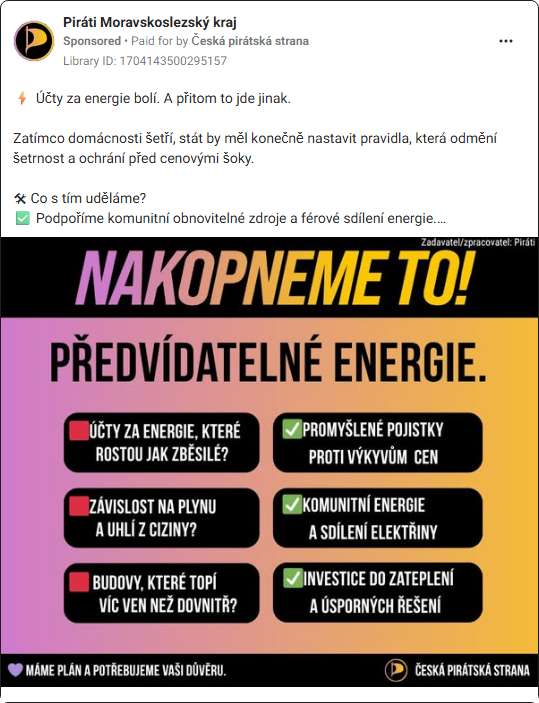 Piráti Moravskoslezský kraj
Sponsored • Paid for by Česká pirátská strana
Library ID: 1704143500295157
⚡ Účty za energie bolí. A přitom to jde jinak.
Zatímco domácnosti šetří, stát by měl konečně nastavit pravidla, která odmění
šetrnost a ochrání před cenovými šoky.
🛠 Co s tím uděláme?
✅ Podpoříme komunitní obnovitelné zdroje a férové sdílení energie....
Zadavatel/zpracovatel: Piráti
NAKOPNEME TO!
PŘEDVÍDATELNÉ ENERGIE.
🟥ÚČTY ZA ENERGIE, KTERÉ
ROSTOU JAK ZBĚSILÉ?
✅PROMYŠLENÉ POJISTKY
PROTI VÝKYVŮM CEN
🟥ZÁVISLOST NA PLYNU
A UHLÍ Z CIZINY?
✅KOMUNITNÍ ENERGIE
A SDÍLENÍ ELEKTŘINY
🟥 BUDOVY, KTERÉ TOPÍ
VÍC VEN NEŽ DOVNITŘ?
✅INVESTICE DO ZATEPLENÍ
A ÚSPORNÝCH ŘEŠENÍ
💜 MÁME PLÁN A POTŘEBUJEME VAŠI DŮVĚRU.
ČESKÁ PIRÁTSKÁ STRANA